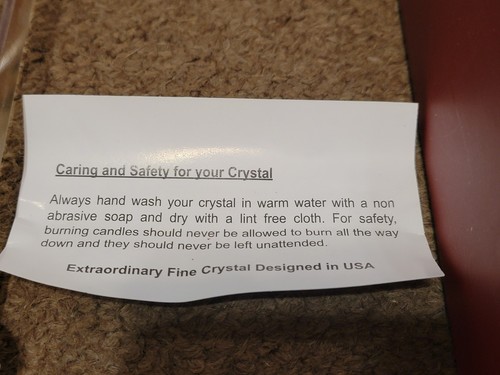 Caring and Safety for your Crystal
Always hand wash your crystal in warm water with a non
abrasive soap and dry with a lint free cloth. For safety,
burning candles should never be allowed to burn all the way
down and they should never be left unattended.
Extraordinary Fine Crystal Designed in USA